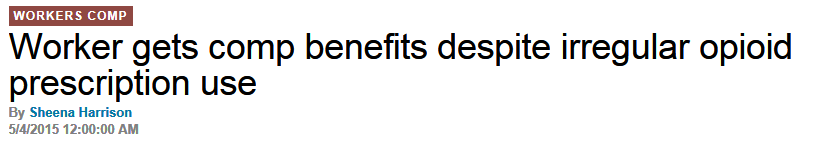 WORKERS COMP
Worker gets comp benefits despite irregular opioid
prescription use
By Sheena Harrison
5/4/2015 12:00:00 AM